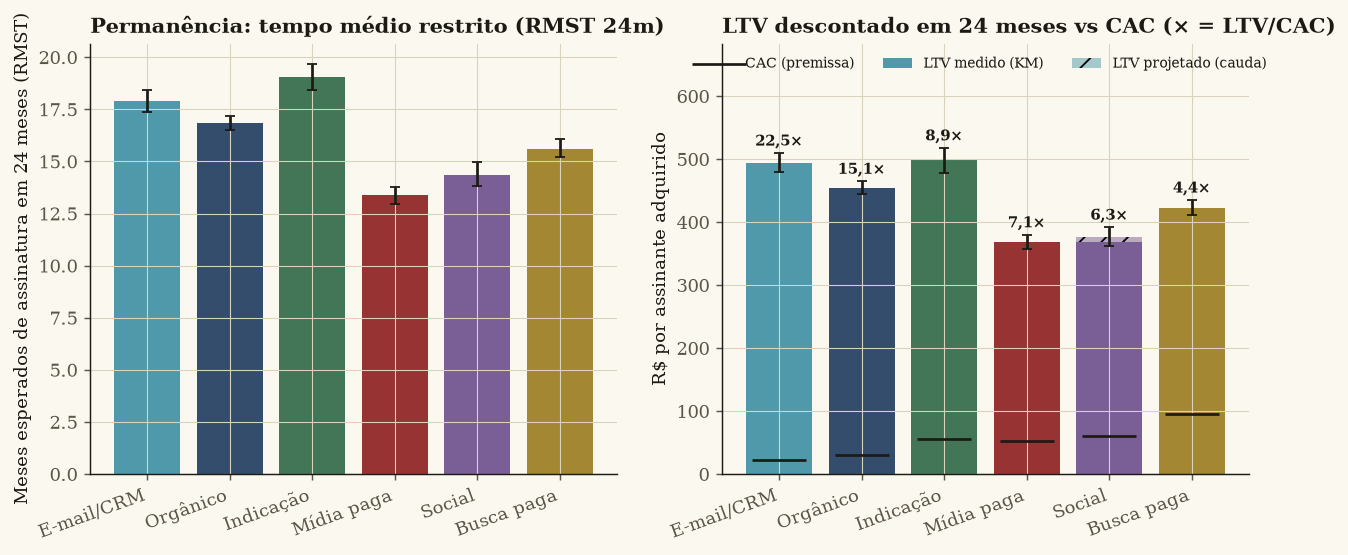 Permanência: tempo médio restrito (RMST 24m)
Meses esperados de assinatura em 24 meses (RMST)
20.0
17.5
15.0
12.5
10.0
7.5
5.0
2.5
0.0
E-mail/CRM
Orgânico
Indicação
Mídia paga
Social
Busca paga
LTV descontado em 24 meses vs CAC (× = LTV/CAC)
CAC (premissa)
LTV medido (KM)
LTV projetado (cauda)
R$ por assinante adquirido
600
500
400
300
200
100
0
22,5×
15,1×
8,9×
7,1×
6,3×
4,4×
E-mail/CRM
Orgânico
Indicação
Mídia paga
Social
Busca paga